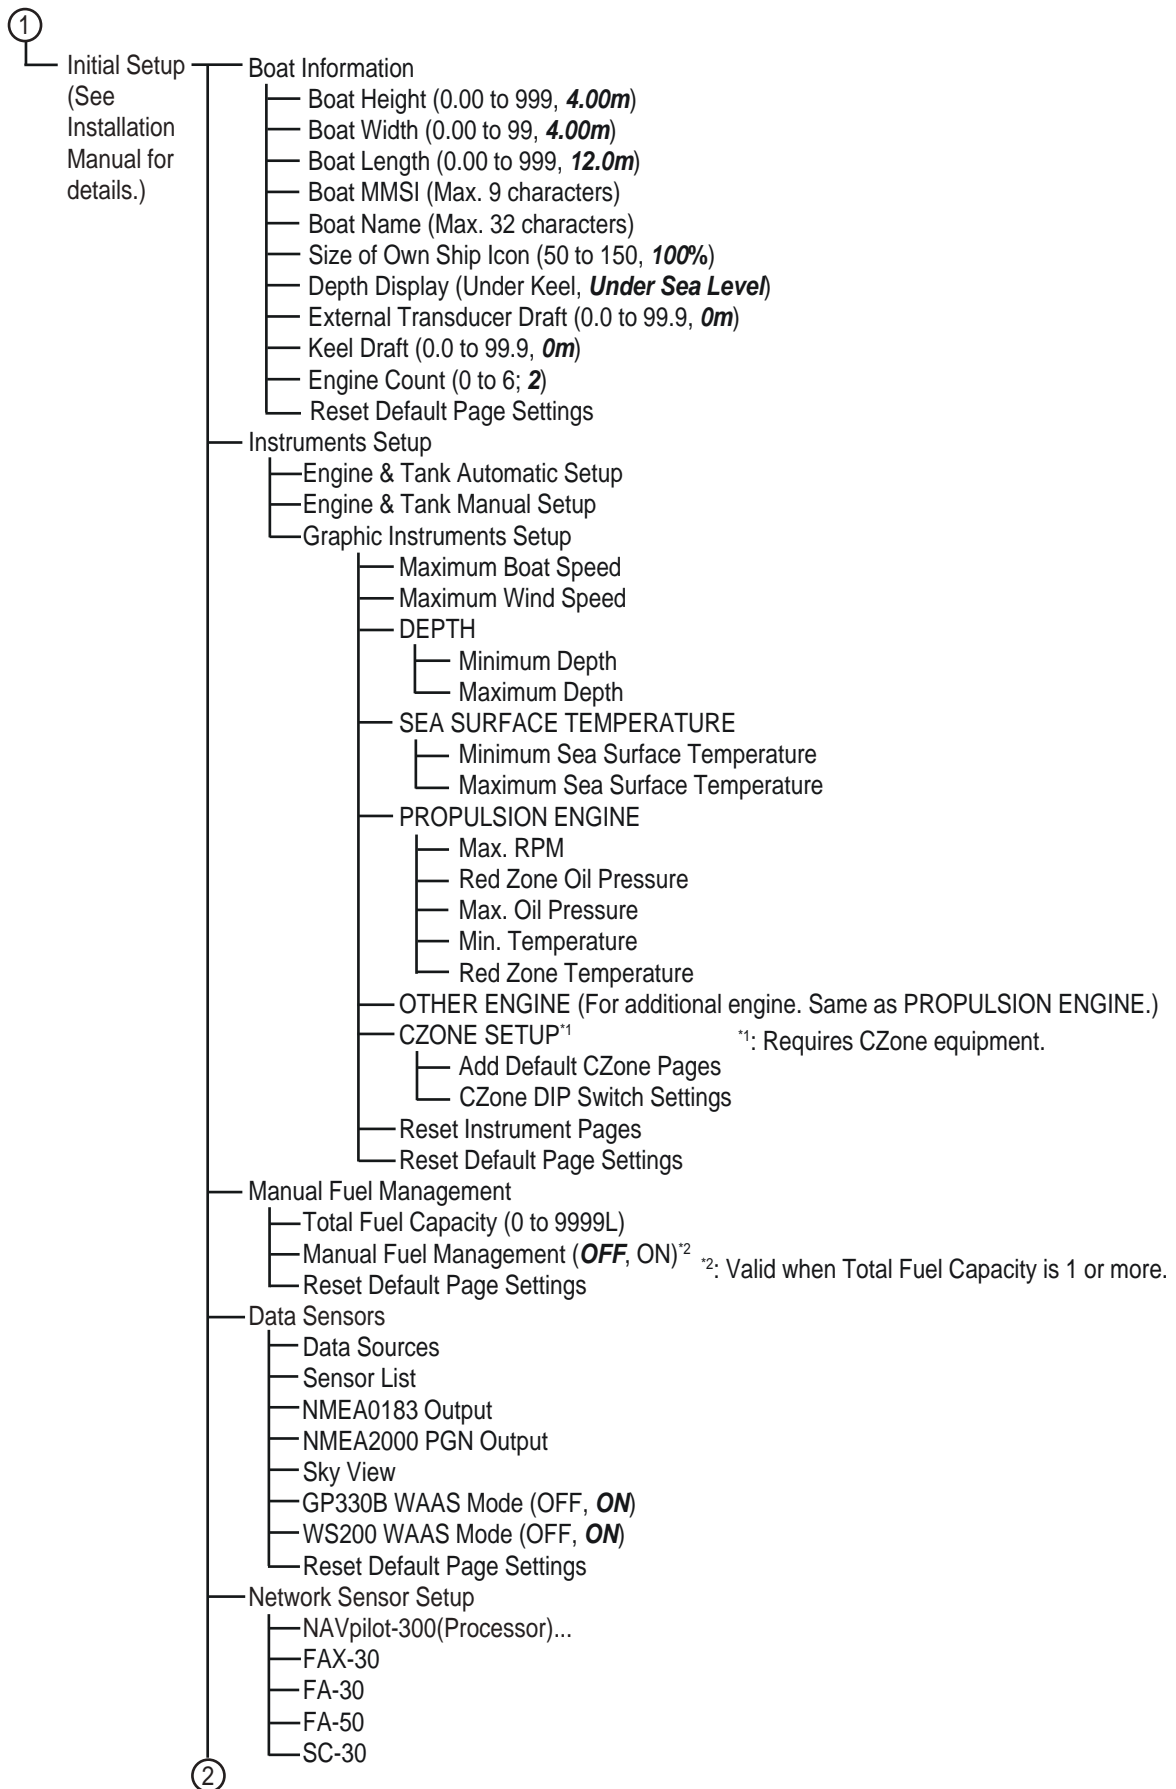 1
Initial Setup
(See
Installation
Manual for
details.)
Boat Information
Boat Height (0.00 to 999, 4.00m)
Boat Width (0.00 to 99, 4.00m)
Boat Length (0.00 to 999, 12.0m)
Boat MMSI (Max. 9 characters)
Boat Name (Max. 32 characters)
Size of Own Ship Icon (50 to 150, 100%)
Depth Display (Under Keel, Under Sea Level)
External Transducer Draft (0.0 to 99.9, 0m)
Keel Draft (0.0 to 99.9, 0m)
Engine Count (0 to 6; 2)
Reset Default Page Settings
Instruments Setup
Engine & Tank Automatic Setup
Engine & Tank Manual Setup
Graphic Instruments Setup
Maximum Boat Speed
Maximum Wind Speed
DEPTH
Minimum Depth
Maximum Depth
SEA SURFACE TEMPERATURE
Minimum Sea Surface Temperature
Maximum Sea Surface Temperature
PROPULSION ENGINE
Max. RPM
Red Zone Oil Pressure
Max. Oil Pressure
Min. Temperature
Red Zone Temperature
OTHER ENGINE (For additional engine. Same as PROPULSION ENGINE.)
CZONE SETUP*1
*1: Requires CZone equipment.
Add Default CZone Pages
CZone DIP Switch Settings
Reset Instrument Pages
Reset Default Page Settings
Manual Fuel Management
Total Fuel Capacity (0 to 9999L)
Manual Fuel Management (OFF, ON)*2
*2: Valid when Total Fuel Capacity is 1 or more.
Reset Default Page Settings
Data Sensors
Data Sources
Sensor List
NMEA0183 Output
NMEA2000 PGN Output
Sky View
GP330B WAAS Mode (OFF, ON)
WS200 WAAS Mode (OFF, ON)
Reset Default Page Settings
Network Sensor Setup
NAVpilot-300(Processor)...
FAX-30
FA-30
FA-50
SC-30
2